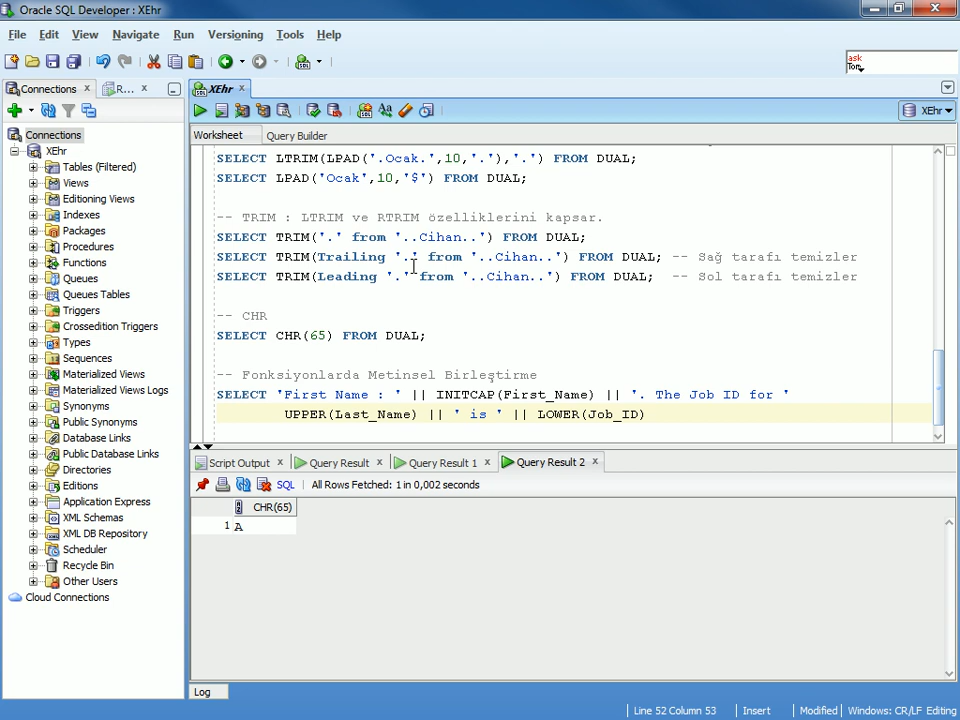 Oracle SQL Developer : XEhr
File Edit View Navigate Run Versioning Tools Help
ask
Tom
Connections R...
XEhr
XEhr
Worksheet Query Builder
Connections
XEhr
Tables (Filtered)
Views
Editioning Views
Indexes
Packages
Procedures
Functions
Queues
Queues Tables
Triggers
Crossedition Triggers
Types
Sequences
Materialized Views
Materialized Views Logs
Synonyms
Public Synonyms
Database Links
Public Database Links
Directories
Editions
Application Express
XML Schemas
XML DB Repository
Scheduler
Recycle Bin
Other Users
Cloud Connections
SELECT LTRIM(LPAD('.Ocak.',10,'.'),'.') FROM DUAL;
SELECT LPAD('Ocak',10,'$') FROM DUAL;
-- TRIM : LTRIM ve RTRIM özelliklerini kapsar.
SELECT TRIM('.' from '..Cihan..') FROM DUAL;
SELECT TRIM(Trailing '.' from '..Cihan..') FROM DUAL; -- Sağ tarafı temizler
SELECT TRIM(Leading '.' from '..Cihan..') FROM DUAL; -- Sol tarafı temizler
-- CHR
SELECT CHR(65) FROM DUAL;
-- Fonksiyonlarda Metinsel Birleştirme
SELECT 'First Name : ' || INITCAP(First_Name) || '. The Job ID for '
UPPER(Last_Name) || ' is ' || LOWER(Job_ID)
Script Output Query Result Query Result 1 Query Result 2
SQL All Rows Fetched: 1 in 0,002 seconds
CHR(65)
1 A
Log
Line 52 Column 53 Insert Modified Windows: CR/LF Editing